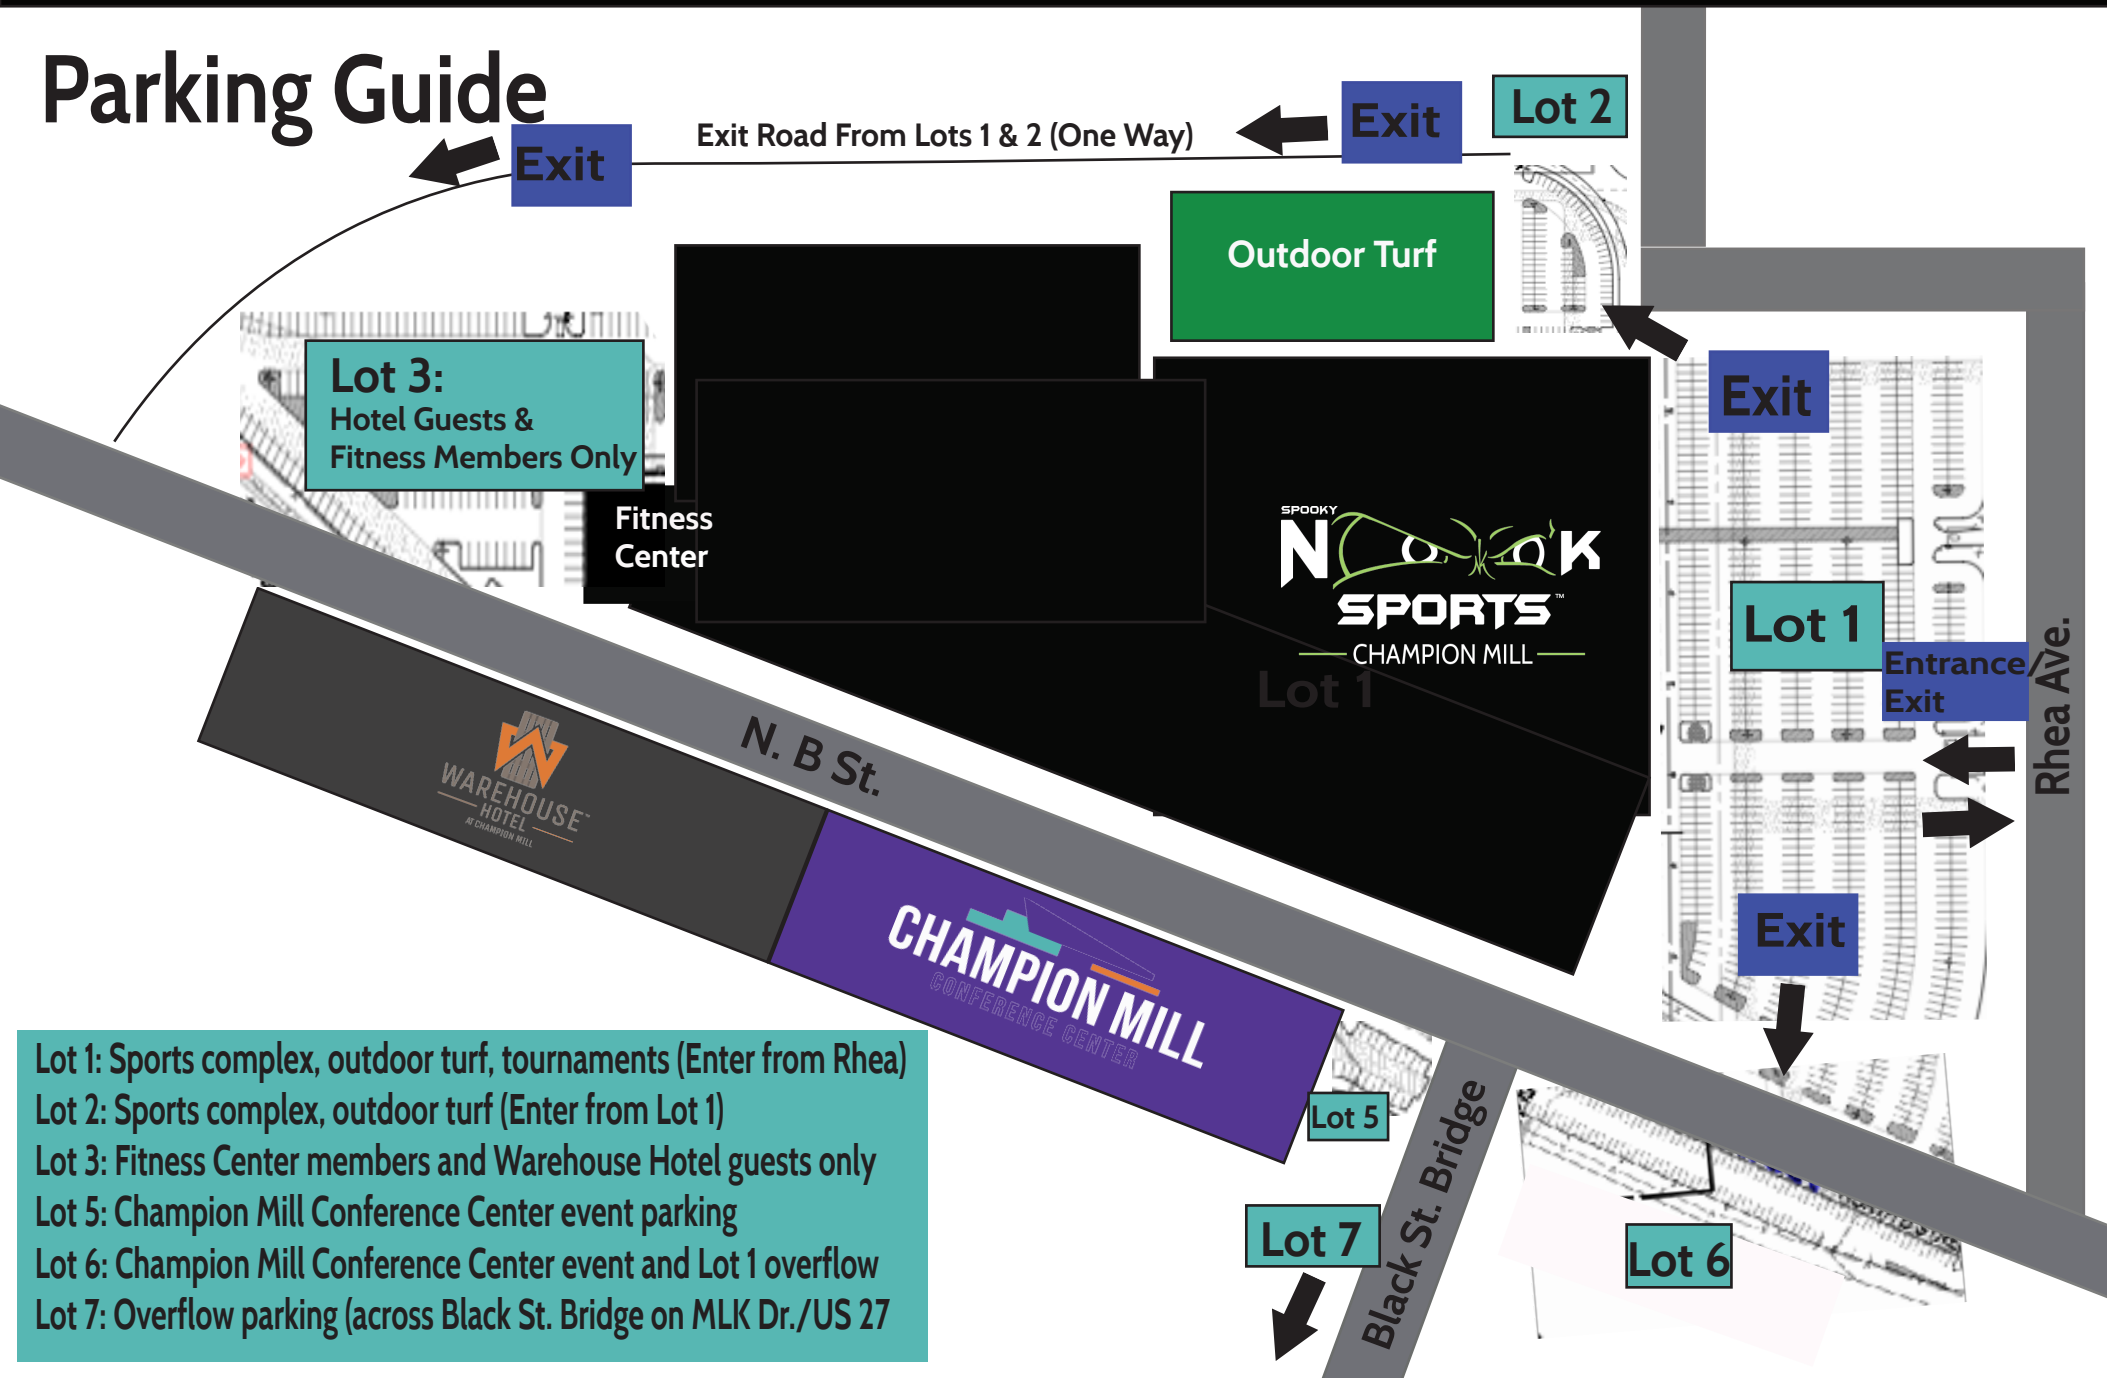 Parking Guide
Exit
Exit Road From Lots 1 & 2 (One Way)
Exit
Lot 2
Outdoor Turf
Lot 3:
Hotel Guests &
Fitness Members Only
Exit
Fitness
Center
SPOOKY
NOOK
SPORTS™
CHAMPION MILL
Lot 1
Lot 1
Entrance/
Exit
Rhea Ave.
N. B St.
WAREHOUSE™
HOTEL
AT CHAMPION MILL
Exit
CHAMPION MILL
CONFERENCE CENTER
Lot 5
Black St. Bridge
Lot 7
Lot 6
Lot 1: Sports complex, outdoor turf, tournaments (Enter from Rhea)
Lot 2: Sports complex, outdoor turf (Enter from Lot 1)
Lot 3: Fitness Center members and Warehouse Hotel guests only
Lot 5: Champion Mill Conference Center event parking
Lot 6: Champion Mill Conference Center event and Lot 1 overflow
Lot 7: Overflow parking (across Black St. Bridge on MLK Dr./US 27